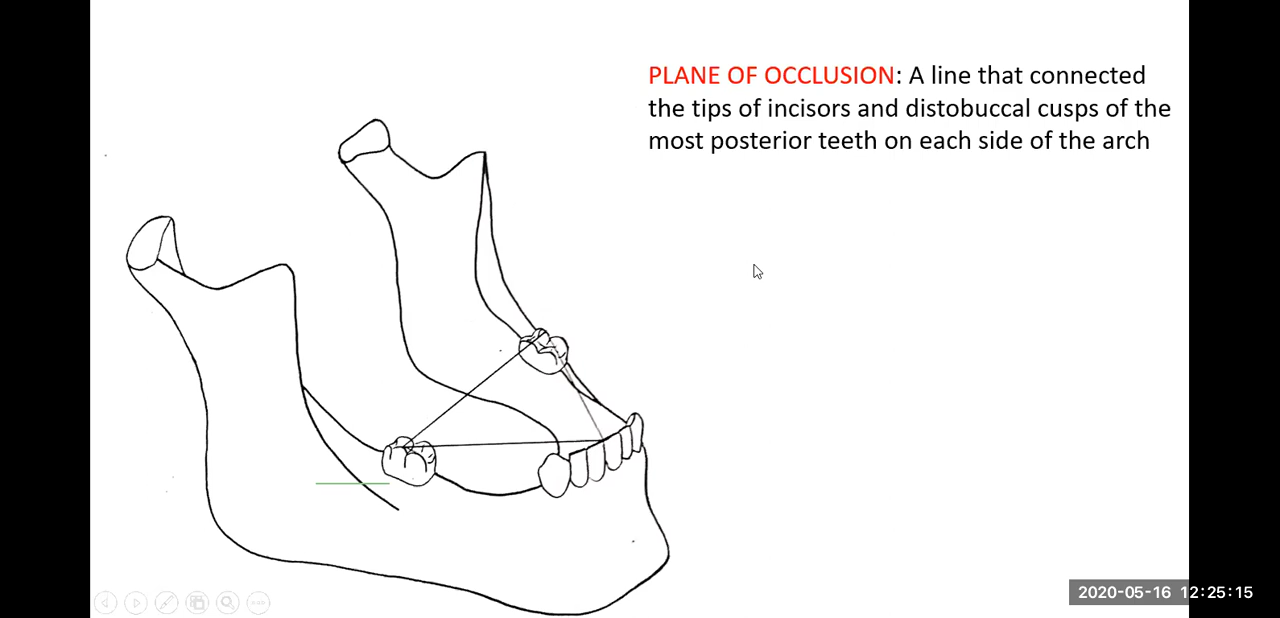 PLANE OF OCCLUSION: A line that connected
the tips of incisors and distobuccal cusps of the
most posterior teeth on each side of the arch
2020-05-16 12:25:15